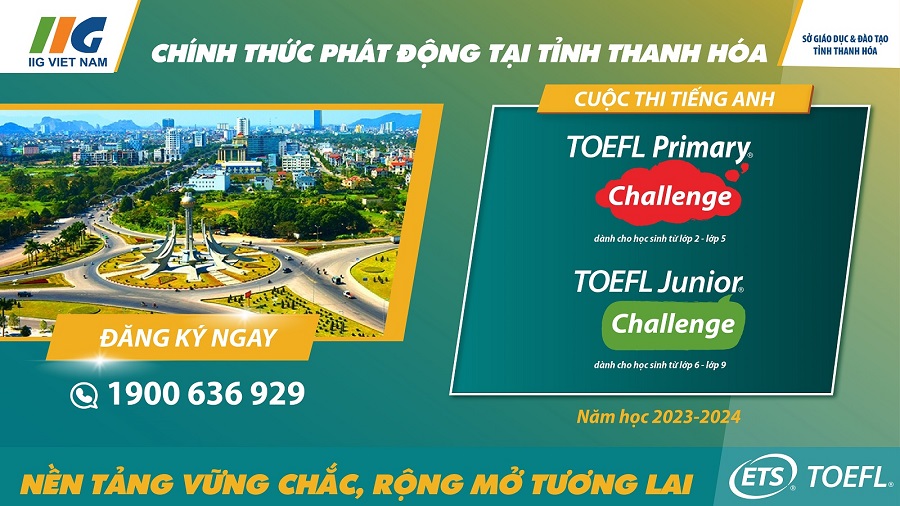 IIG VIET NAM
CHÍNH THỨC PHÁT ĐỘNG TẠI TỈNH THANH HÓA
SỞ GIÁO DỤC & ĐÀO TẠO
TỈNH THANH HÓA
CUỘC THI TIẾNG ANH
TOEFL Primary®
Challenge
dành cho học sinh từ lớp 2 - lớp 5
TOEFL Junior®
Challenge
dành cho học sinh từ lớp 6 - lớp 9
ĐĂNG KÝ NGAY
1900 636 929
Năm học 2023-2024
NỀN TẢNG VỮNG CHẮC, RỘNG MỞ TƯƠNG LAI
ETS® TOEFL®